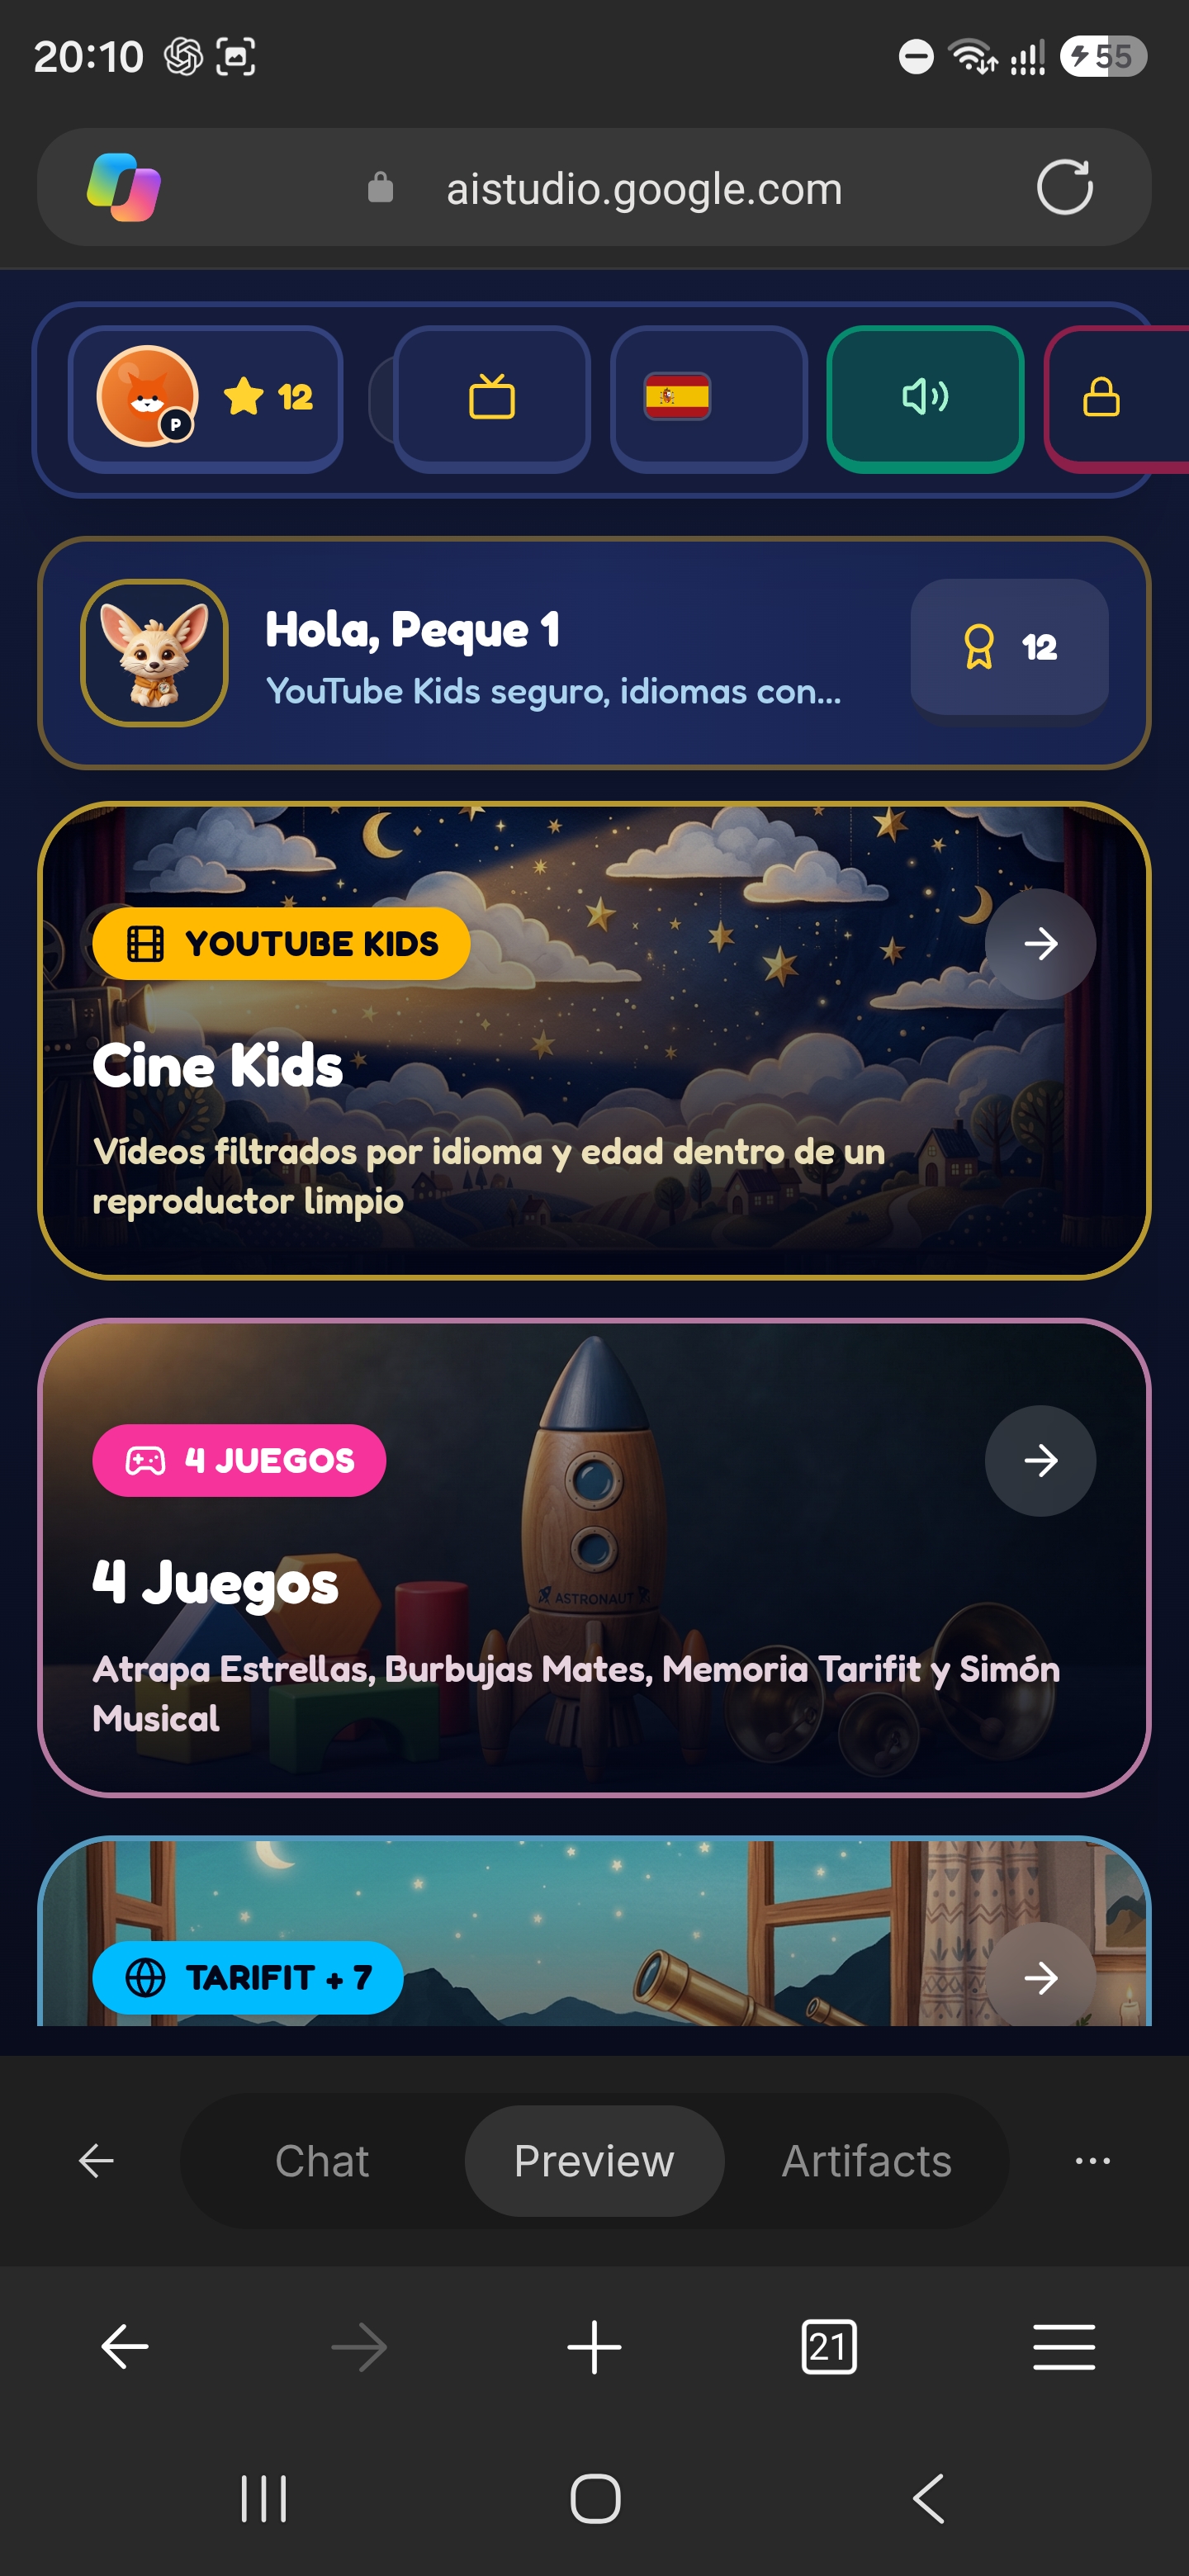 20:10
55
aistudio.google.com
12
P
Hola, Peque 1
YouTube Kids seguro, idiomas con...
12
YOUTUBE KIDS
Cine Kids
Vídeos filtrados por idioma y edad dentro de un
reproductor limpio
4 JUEGOS
4 Juegos
ASTRONAUT
Atrapa Estrellas, Burbujas Mates, Memoria Tarifit y Simón
Musical
TARIFIT + 7
Chat
Preview
Artifacts
21